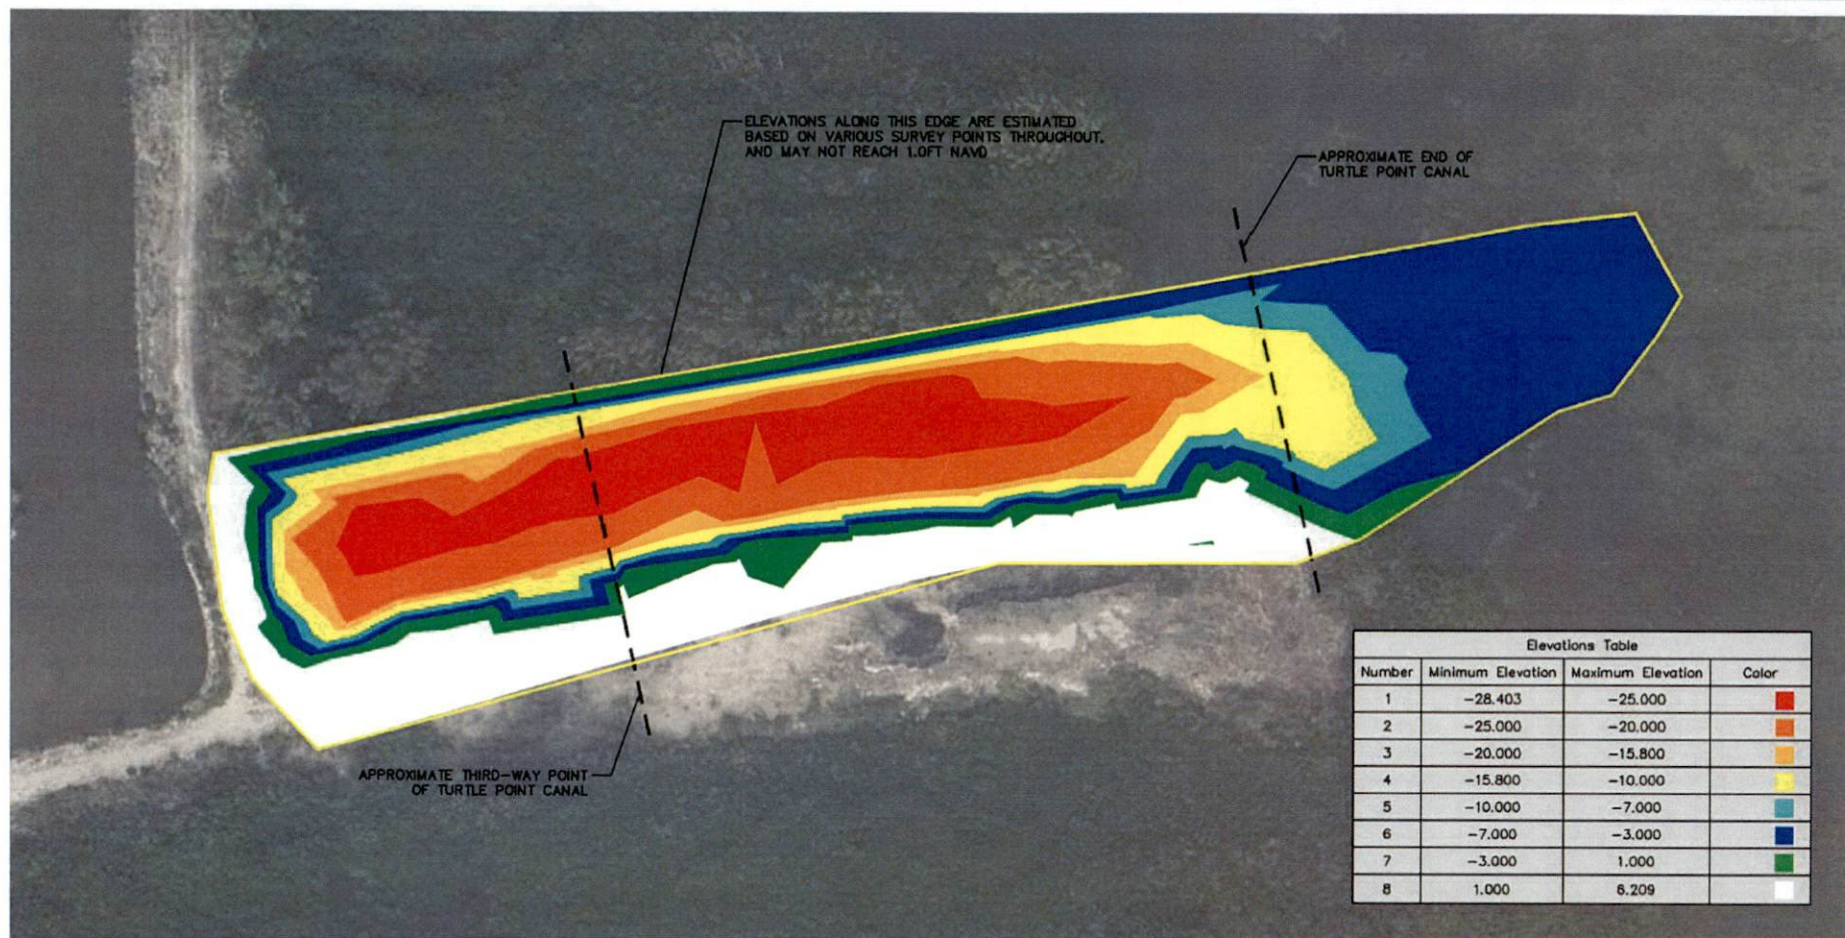 ELEVATIONS ALONG THIS EDGE ARE ESTIMATED
BASED ON VARIOUS SURVEY POINTS THROUGHOUT,
AND MAY NOT REACH 1.0FT NAVD
APPROXIMATE END OF
TURTLE POINT CANAL
APPROXIMATE THIRD-WAY POINT
OF TURTLE POINT CANAL
Elevations Table
Number Minimum Elevation Maximum Elevation Color
1 -28.403 -25.000
2 -25.000 -20.000
3 -20.000 -15.800
4 -15.800 -10.000
5 -10.000 -7.000
6 -7.000 -3.000
7 -3.000 1.000
8 1.000 6.209